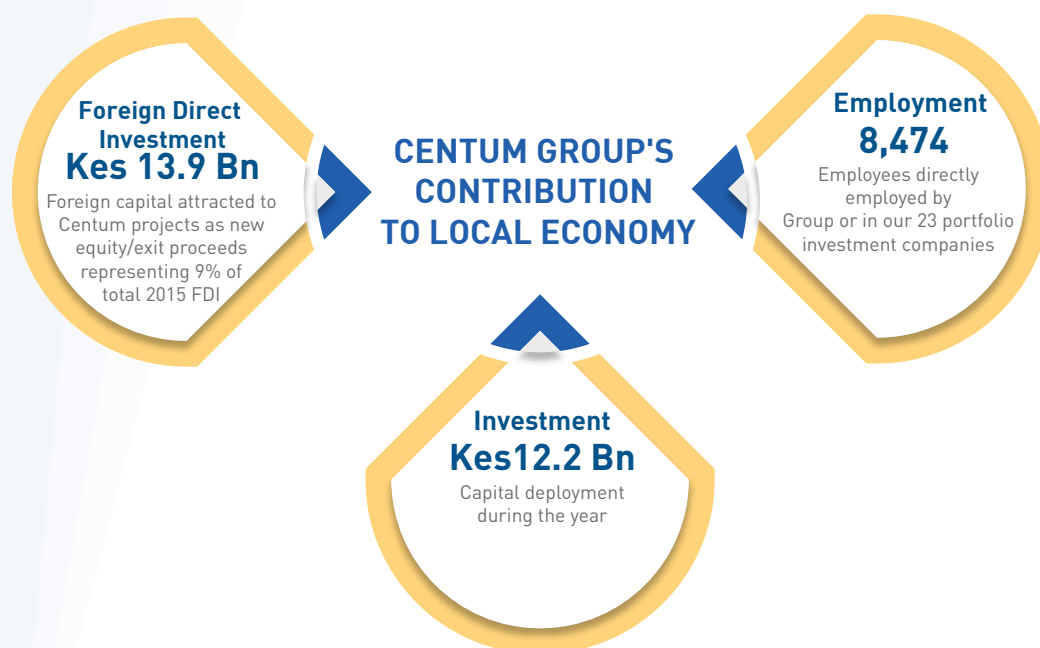 Foreign Direct
Investment
Kes 13.9 Bn
Foreign capital attracted to
Centum projects as new
equity/exit proceeds
representing 9% of
total 2015 FDI
CENTUM GROUP'S
CONTRIBUTION
TO LOCAL ECONOMY
Employment
8,474
Employees directly
employed by
Group or in our 23 portfolio
investment companies
Investment
Kes12.2 Bn
Capital deployment
during the year